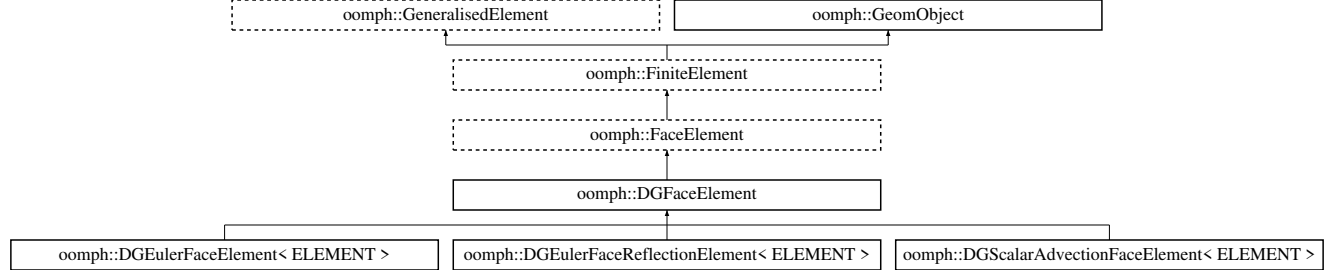 oomph::GeneralisedElement
oomph::GeomObject
oomph::FiniteElement
oomph::FaceElement
oomph::DGFaceElement
oomph::DGEulerFaceElement< ELEMENT >
oomph::DGEulerFaceReflectionElement< ELEMENT >
oomph::DGScalarAdvectionFaceElement< ELEMENT >